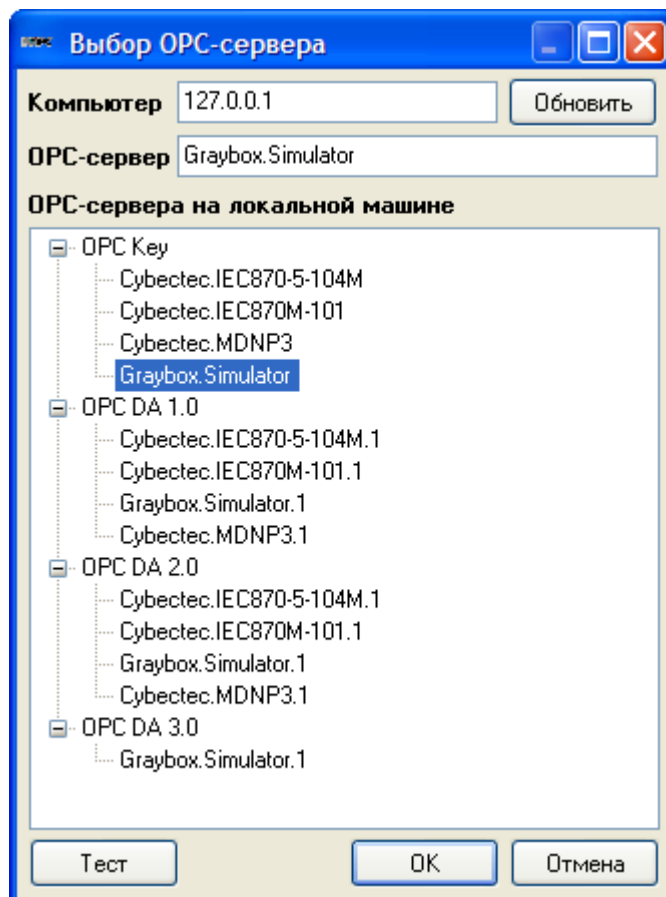 Выбор OPC-сервера
Компьютер 127.0.0.1 Обновить
OPC-сервер Graybox.Simulator
OPC-сервера на локальной машине
OPC Key
Cybectec.IEC870-5-104M
Cybectec.IEC870M-101
Cybectec.MDNP3
Graybox.Simulator
OPC DA 1.0
Cybectec.IEC870-5-104M.1
Cybectec.IEC870M-101.1
Graybox.Simulator.1
Cybectec.MDNP3.1
OPC DA 2.0
Cybectec.IEC870-5-104M.1
Cybectec.IEC870M-101.1
Graybox.Simulator.1
Cybectec.MDNP3.1
OPC DA 3.0
Graybox.Simulator.1
Тест OK Отмена